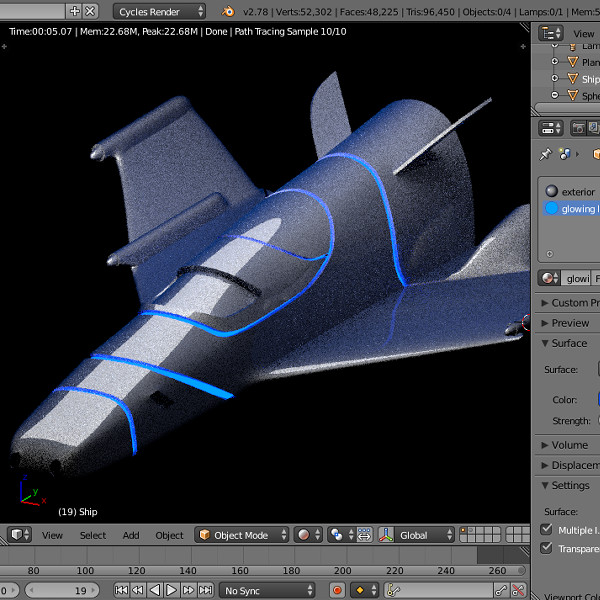 Cycles Render v2.78 | Verts:52,302 | Faces:48,225 | Tris:96,450 | Objects:0/4 | Lamps:0/1 | Mem:5
Time:00:05.07 | Mem:22.68M, Peak:22.68M | Done | Path Tracing Sample 10/10
View
Lam
Plan
Ship
Sphe
exterior
glowing l
glowi F
Custom Pr
Preview
Surface
Surface:
Color:
Strength:
Volume
Displacem
Settings
Surface:
Multiple I
Transpare
Viewport Colo
z
y
x
(19) Ship
View Select Add Object Object Mode Global
80 100 120 140 160 180 200 220 240 260
0 19 No Sync